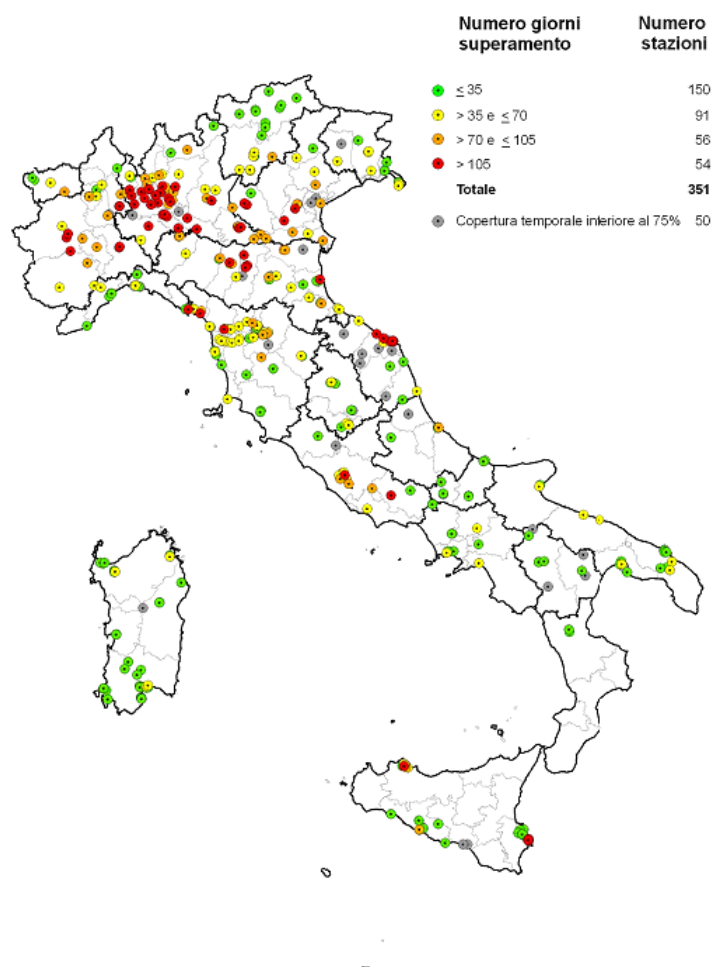 Numero giorni superamento
Numero stazioni
≤ 35 150
> 35 e ≤ 70 91
> 70 e ≤ 105 56
> 105 54
Totale 351
Copertura temporale inferiore al 75% 50